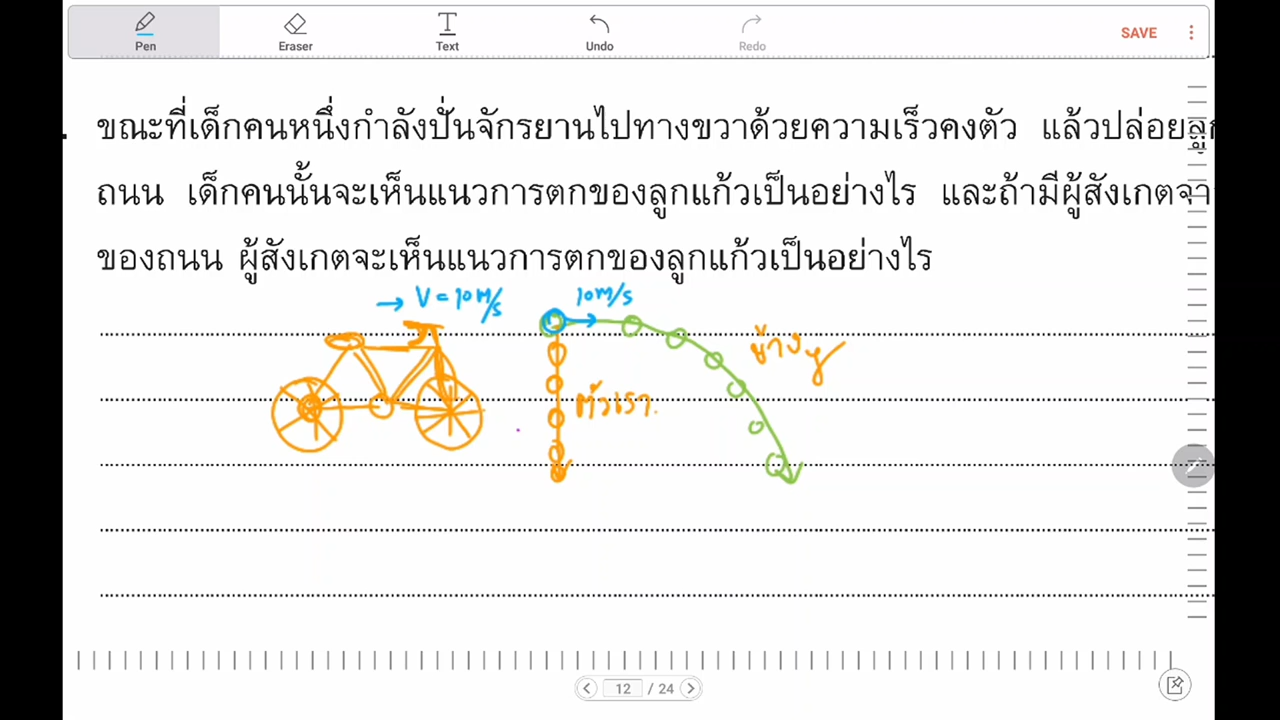 Pen Eraser Text Undo Redo SAVE
ขณะที่เด็กคนหนึ่งกำลังปั่นจักรยานไปทางขวาด้วยความเร็วคงตัว แล้วปล่อย
ถนน เด็กคนนั้นจะเห็นแนวการตกของลูกแก้วเป็นอย่างไร และถ้ามีผู้สังเกต
ของถนน ผู้สังเกตจะเห็นแนวการตกของลูกแก้วเป็นอย่างไร
→ V = 10 m/s 10 m/s
ข้าง ๆ
ตัวเรา.
12 / 24